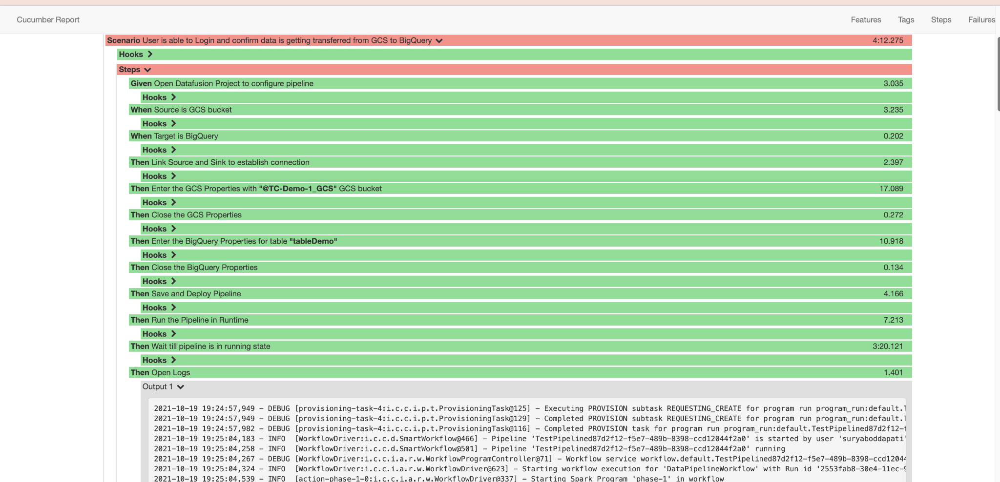 Cucumber Report Features Tags Steps Failures
Scenario User is able to Login and confirm data is getting transferred from GCS to BigQuery 4:12.275
Hooks
Steps
Given Open Datafusion Project to configure pipeline 3.035
Hooks
When Source is GCS bucket 3.235
Hooks
When Target is BigQuery 0.202
Hooks
Then Link Source and Sink to establish connection 2.397
Hooks
Then Enter the GCS Properties with "@TC-Demo-1_GCS" GCS bucket 17.089
Hooks
Then Close the GCS Properties 0.272
Hooks
Then Enter the BigQuery Properties for table "tableDemo" 10.918
Hooks
Then Close the BigQuery Properties 0.134
Hooks
Then Save and Deploy Pipeline 4.166
Hooks
Then Run the Pipeline in Runtime 7.213
Hooks
Then Wait till pipeline is in running state 3:20.121
Hooks
Then Open Logs 1.401
Output 1
2021-10-19 19:24:57,949 - DEBUG [provisioning-task-4:i.c.c.i.p.t.ProvisioningTask@125] - Executing PROVISION subtask REQUESTING_CREATE for program run program_run:default.
2021-10-19 19:24:57,949 - DEBUG [provisioning-task-4:i.c.c.i.p.t.ProvisioningTask@129] - Completed PROVISION subtask REQUESTING_CREATE for program run program_run:default.
2021-10-19 19:24:57,982 - DEBUG [provisioning-task-4:i.c.c.i.p.t.ProvisioningTask@116] - Completed PROVISION task for program run program_run:default.TestPipelined87d2f12-
2021-10-19 19:25:04,183 - INFO [WorkflowDriver:i.c.c.d.SmartWorkflow@466] - Pipeline 'TestPipelined87d2f12-f5e7-489b-8398-ccd12044f2a0' is started by user 'suryaboddapati'
2021-10-19 19:25:04,258 - INFO [WorkflowDriver:i.c.c.d.SmartWorkflow@501] - Pipeline 'TestPipelined87d2f12-f5e7-489b-8398-ccd12044f2a0' running
2021-10-19 19:25:04,267 - DEBUG [WorkflowDriver:i.c.c.i.a.r.w.WorkflowProgramController@71] - Workflow service workflow.default.TestPipelined87d2f12-f5e7-489b-8398-ccd12044
2021-10-19 19:25:04,324 - INFO [WorkflowDriver:i.c.c.i.a.r.w.WorkflowDriver@623] - Starting workflow execution for 'DataPipelineWorkflow' with Run id '2553fab8-30e4-11ec-
2021-10-19 19:25:04,539 - INFO [action-phase-1-0:i.c.c.i.a.r.w.WorkflowDriver@337] - Starting Spark Program 'phase-1' in workflow